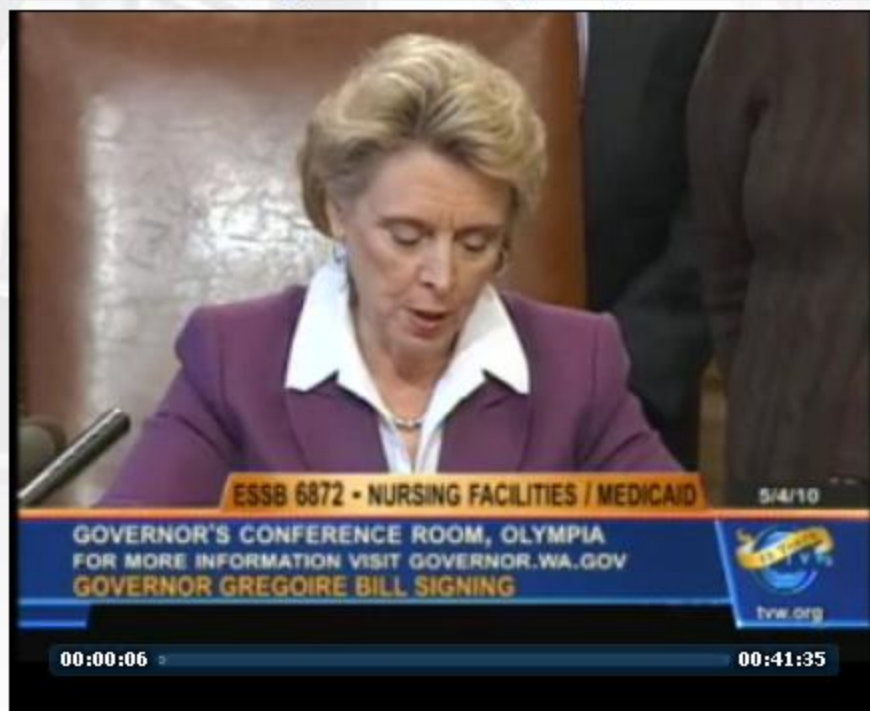 ESSB 6872 • NURSING FACILITIES / MEDICAID
5/4/10
GOVERNOR'S CONFERENCE ROOM, OLYMPIA
FOR MORE INFORMATION VISIT GOVERNOR.WA.GOV
GOVERNOR GREGOIRE BILL SIGNING
tvw.org
00:00:06
00:41:35